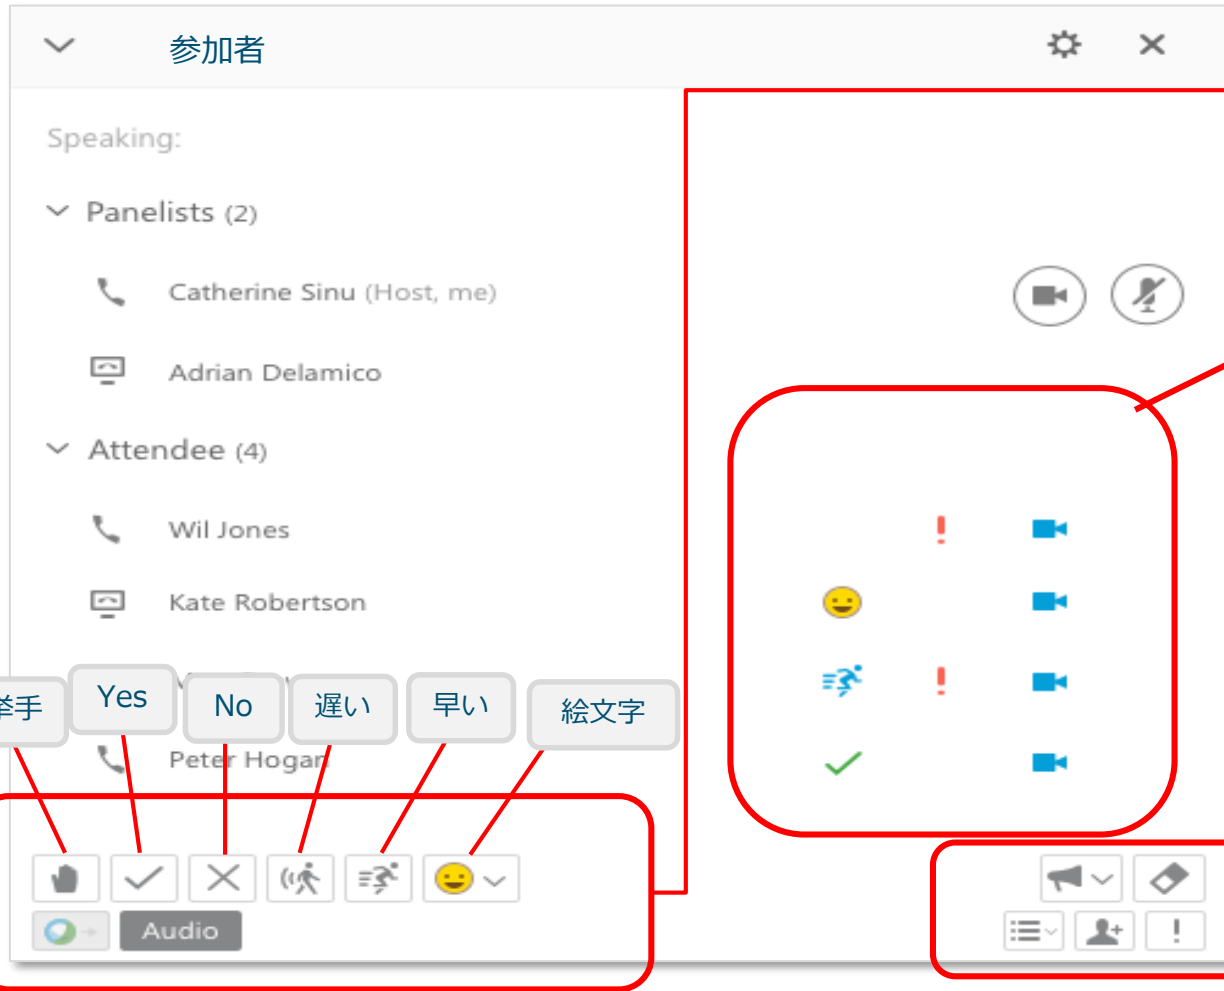 参加者
Speaking:
Panelists (2)
Catherine Sinu (Host, me)
Adrian Delamico
Attendee (4)
Wil Jones
Kate Robertson
挙手
Yes
No
遅い
早い
絵文字
Peter Hogan
Audio